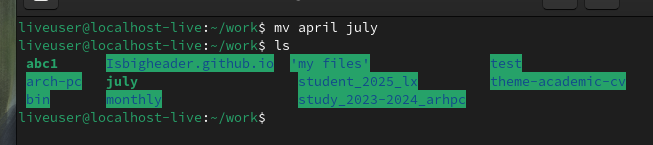 liveuser@localhost-live:~/work$ mv april july
liveuser@localhost-live:~/work$ ls
abc1 Isbigheader.github.io 'my files' test
arch-pc july student_2025_lx theme-academic-cv
bin monthly study_2023-2024_arhpc
liveuser@localhost-live:~/work$